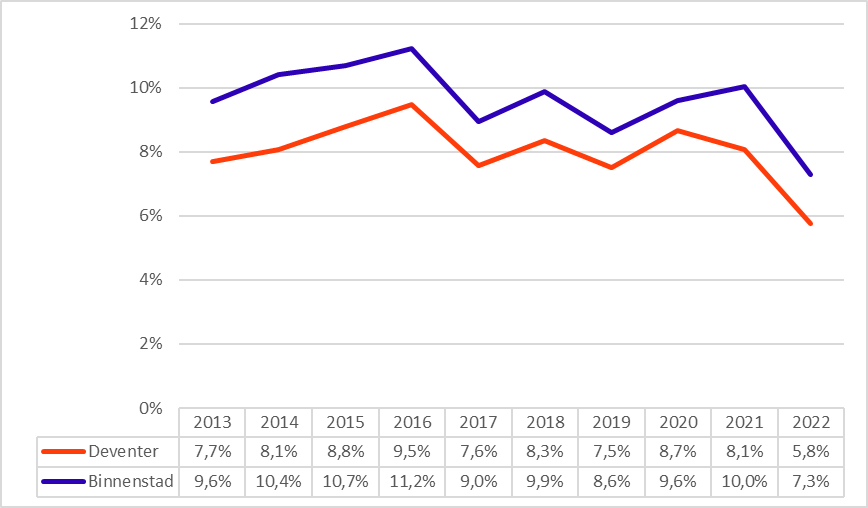 12%
10%
8%
6%
4%
2%
0%
2013 2014 2015 2016 2017 2018 2019 2020 2021 2022
Deventer 7,7% 8,1% 8,8% 9,5% 7,6% 8,3% 7,5% 8,7% 8,1% 5,8%
Binnenstad 9,6% 10,4% 10,7% 11,2% 9,0% 9,9% 8,6% 9,6% 10,0% 7,3%